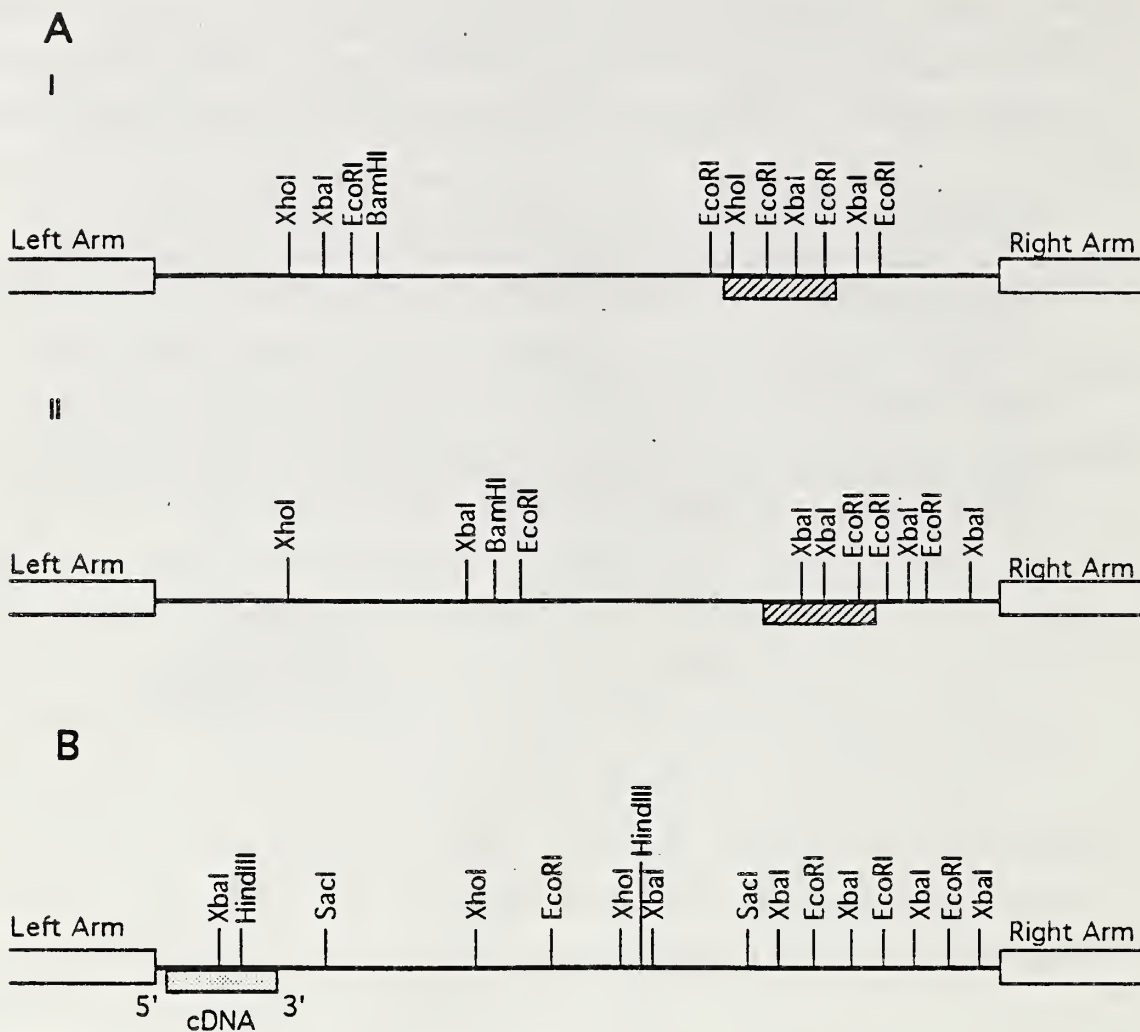 A
I
XhoI XbaI EcoRI BamHI EcoRI XhoI EcoRI XbaI EcoRI XbaI EcoRI
Left Arm Right Arm
II
XhoI XbaI BamHI EcoRI XbaI XbaI EcoRI EcoRI XbaI EcoRI XbaI
Left Arm Right Arm
B
XbaI HindIII SacI XhoI EcoRI XhoI HindIII XbaI SacI XbaI EcoRI XbaI EcoRI XbaI EcoRI XbaI
Left Arm Right Arm
5' 3'
cDNA